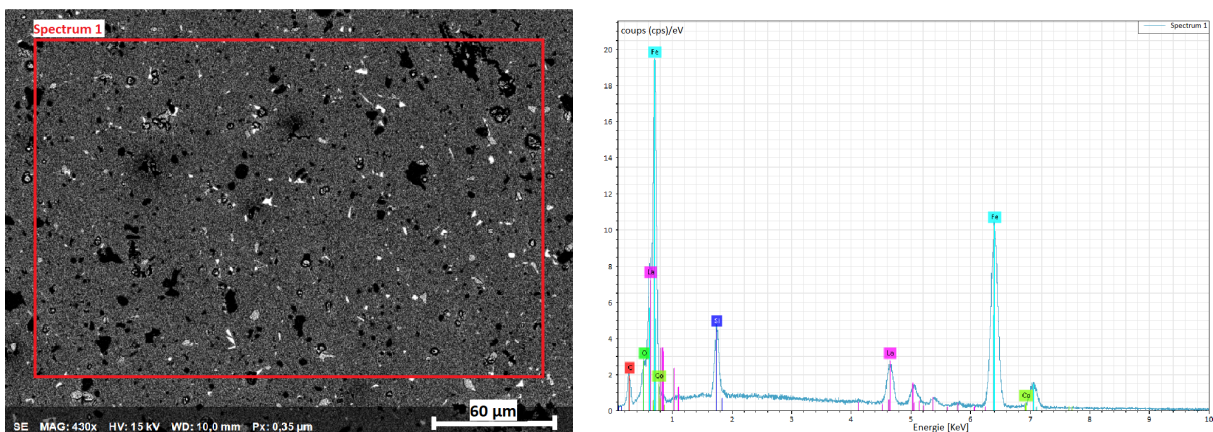 Spectrum 1
60 µm
SE MAG: 430x HV: 15 kV WD: 10,0 mm Px: 0,35 µm
coups (cps)/eV
Spectrum 1
20
18
16
14
12
10
8
6
4
2
0
Fe
La
O
C
Co
Si
La
Fe
Co
1
2
3
4
5
6
7
8
9
10
Energie [KeV]